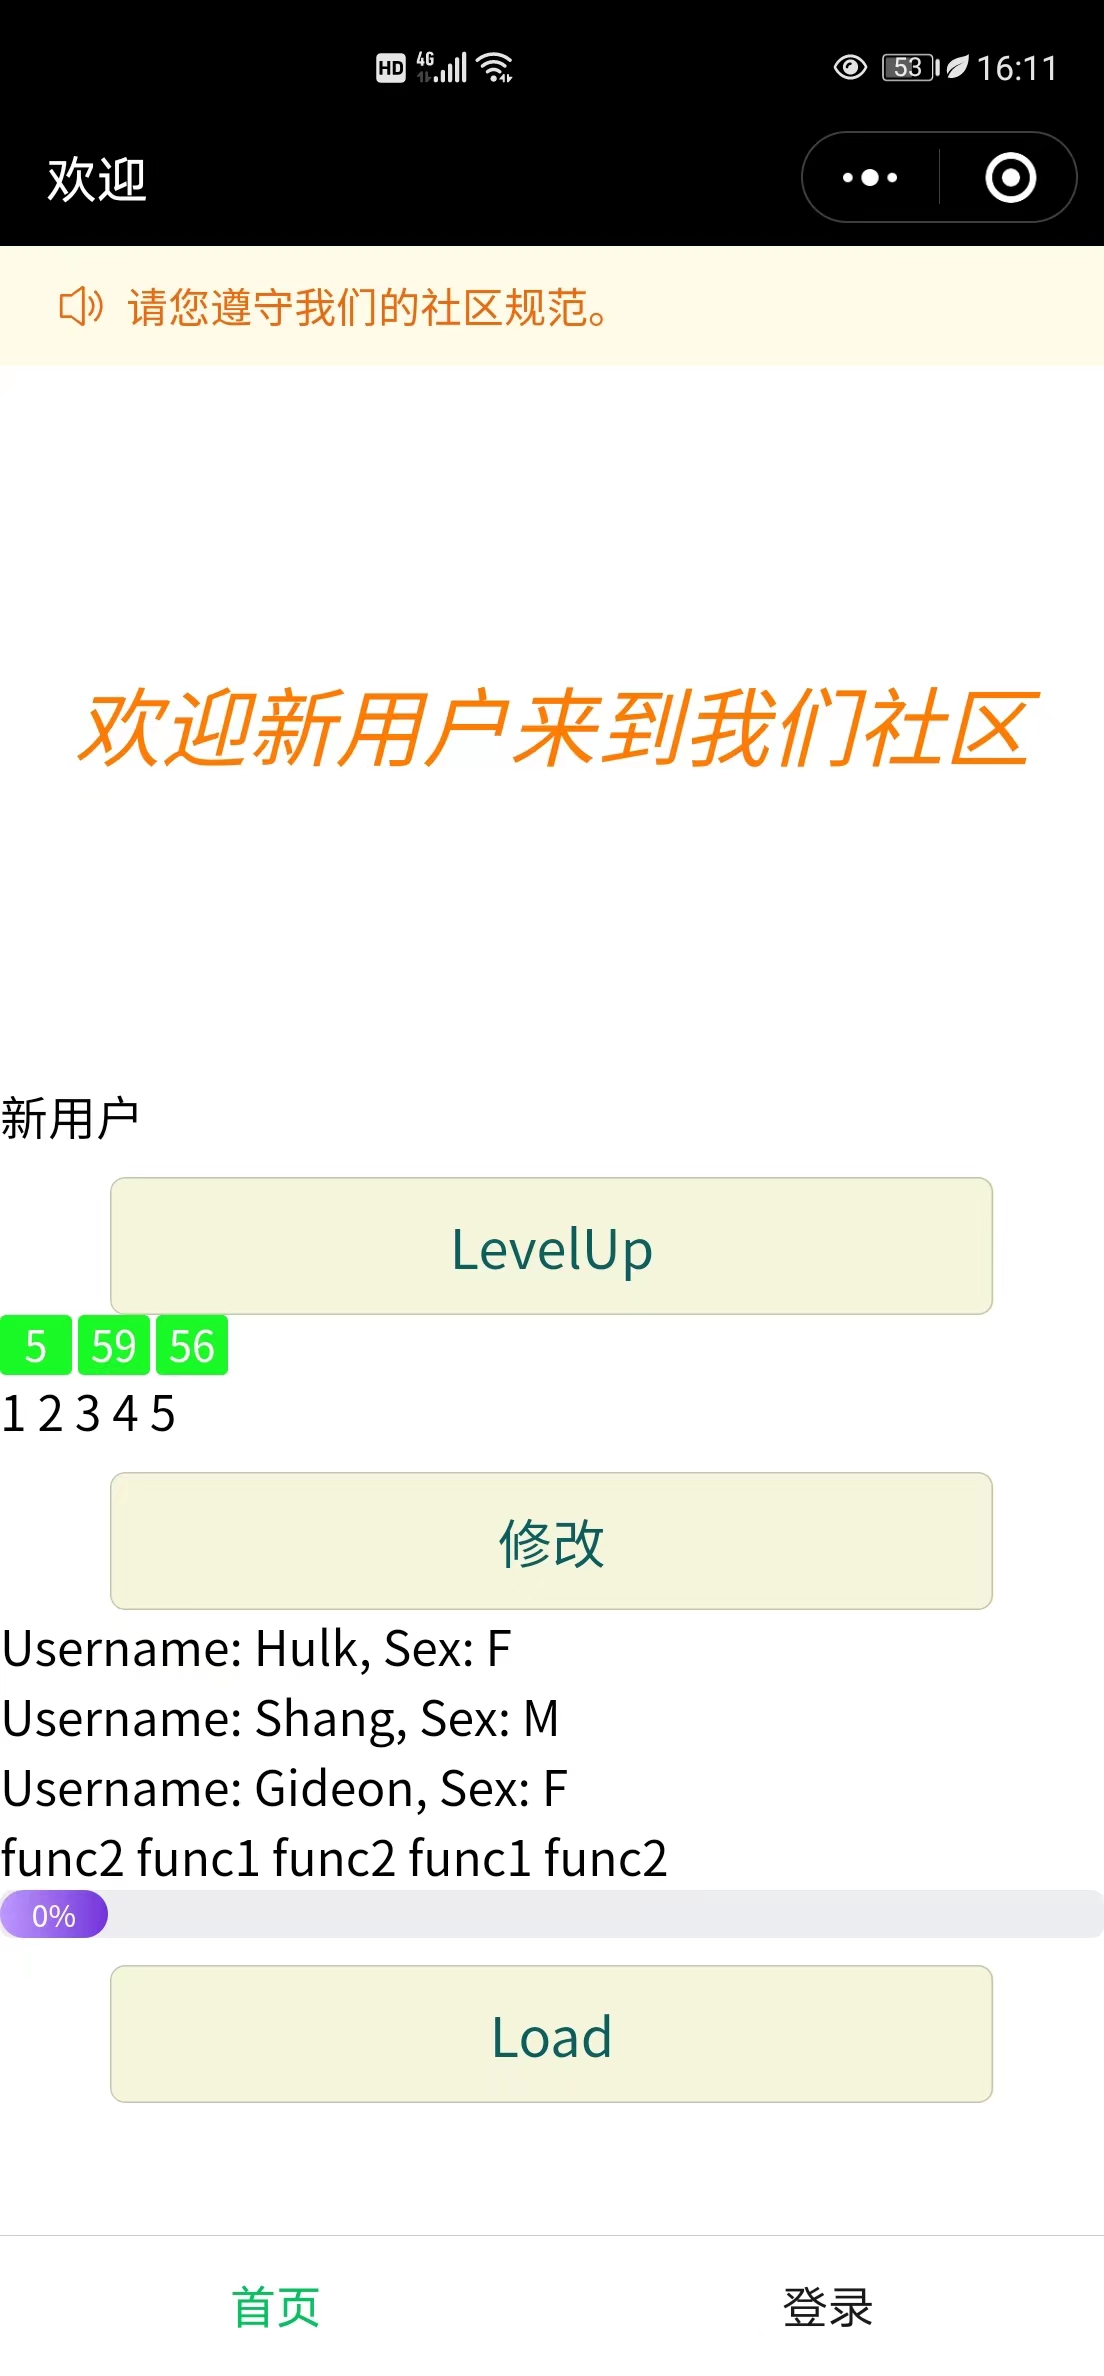 HD 4G 53 16:11
欢迎
请您遵守我们的社区规范。
欢迎新用户来到我们社区
新用户
LevelUp
5 59 56
1 2 3 4 5
修改
Username: Hulk, Sex: F
Username: Shang, Sex: M
Username: Gideon, Sex: F
func2 func1 func2 func1 func2
0%
Load
首页 登录